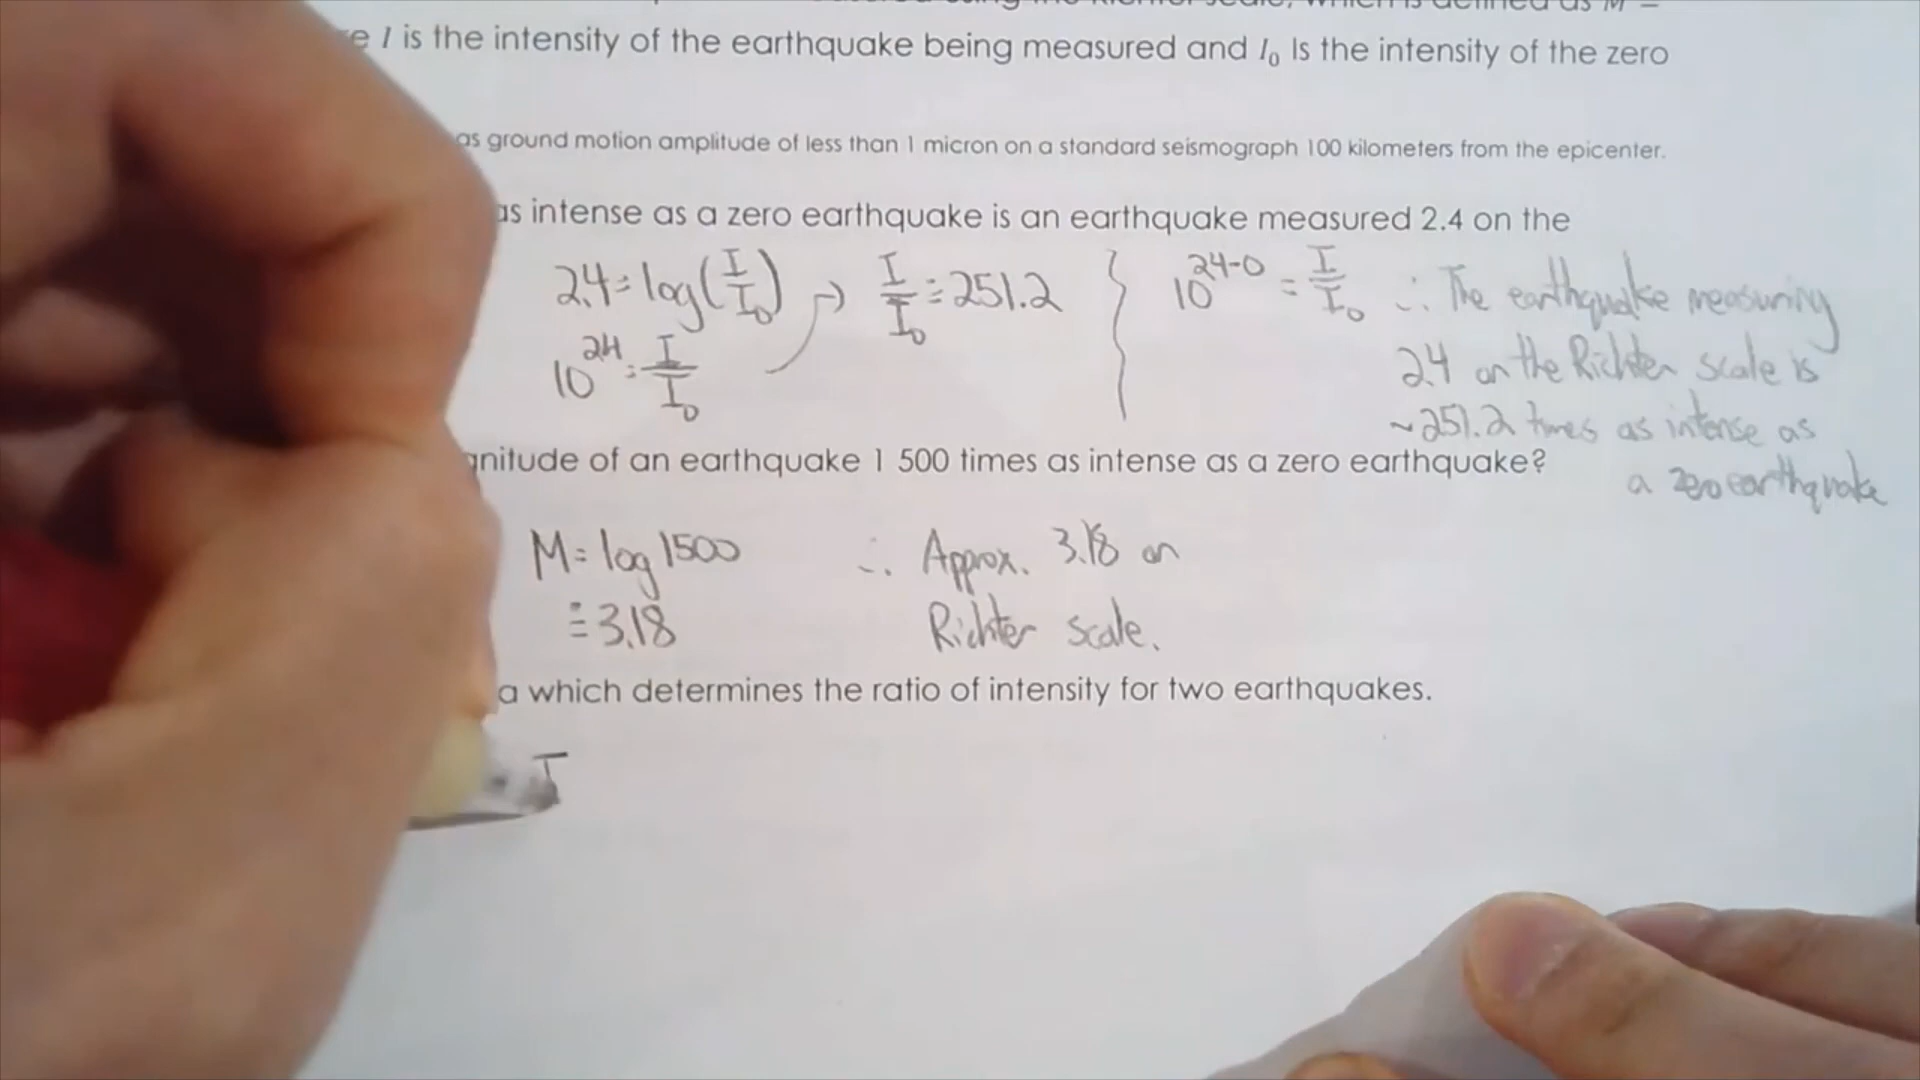 is defined as M =
I is the intensity of the earthquake being measured and I₀ Is the intensity of the zero
as ground motion amplitude of less than 1 micron on a standard seismograph 100 kilometers from the epicenter.
as intense as a zero earthquake is an earthquake measured 2.4 on the
2.4 = log(I/I₀) → I/I₀ ≐ 251.2
10^2.4 = I/I₀
10^2.4-0 = I/I₀ ∴ The earthquake measuring
2.4 on the Richter scale is
~251.2 times as intense as
a zero earthquake
of an earthquake 1 500 times as intense as a zero earthquake?
M = log 1500 ∴ Approx. 3.18 on
≐ 3.18 Richter scale.
which determines the ratio of intensity for two earthquakes.
I